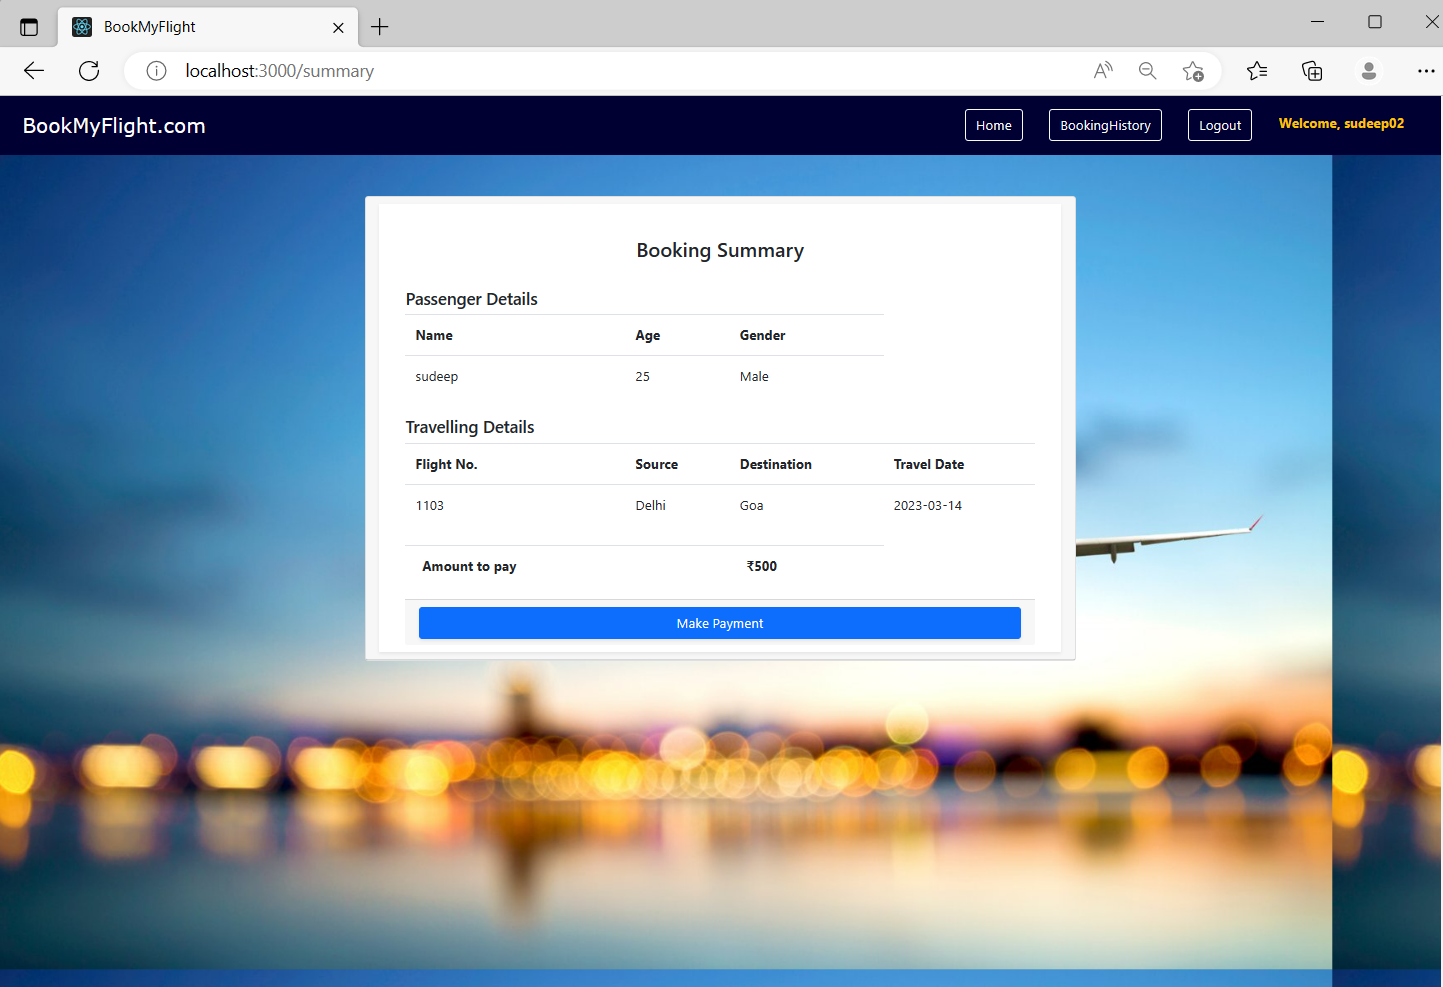 BookMyFlight
localhost:3000/summary
BookMyFlight.com
Home
BookingHistory
Logout
Welcome, sudeep02
Booking Summary
Passenger Details
Name Age Gender
sudeep 25 Male
Travelling Details
Flight No. Source Destination Travel Date
1103 Delhi Goa 2023-03-14
Amount to pay ₹500
Make Payment